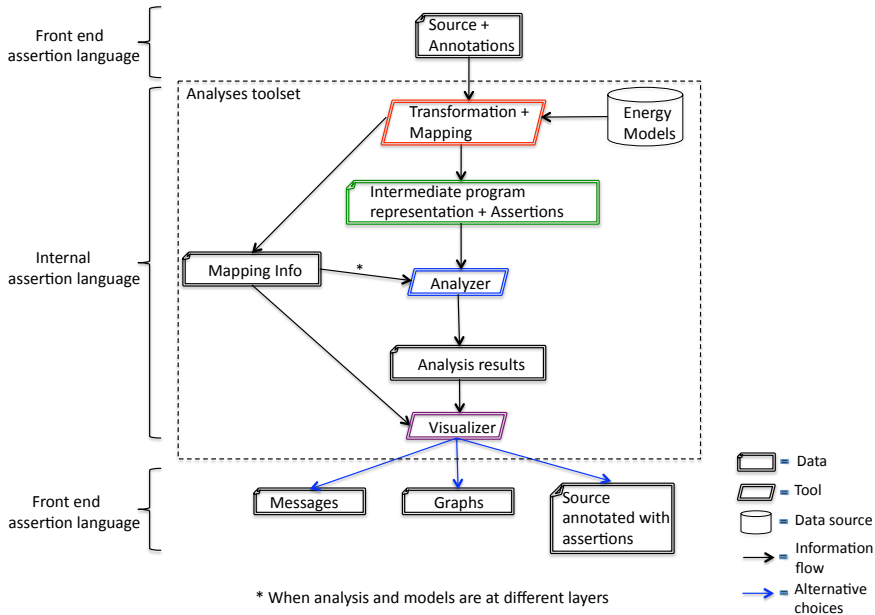 Front end
assertion language
Source +
Annotations
Analyses toolset
Transformation +
Mapping
Energy
Models
Intermediate program
representation + Assertions
Internal
assertion language
Mapping Info
*
Analyzer
Analysis results
Visualizer
Front end
assertion language
Messages
Graphs
Source
annotated with
assertions
= Data
= Tool
= Data source
= Information
flow
= Alternative
choices
* When analysis and models are at different layers